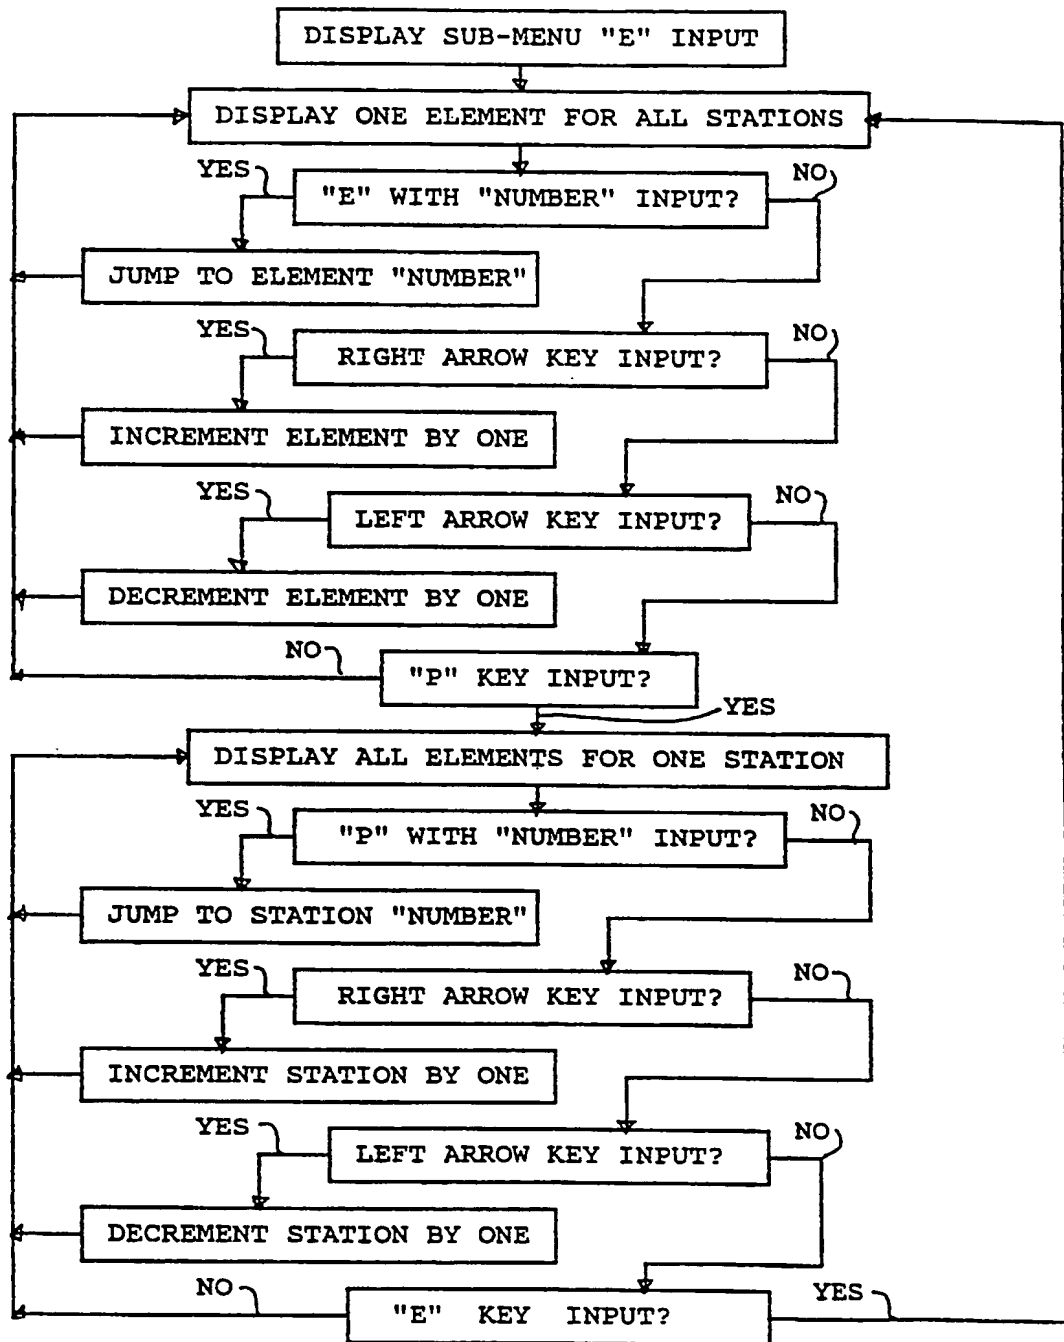 DISPLAY SUB-MENU "E" INPUT
DISPLAY ONE ELEMENT FOR ALL STATIONS
YES
NO
"E" WITH "NUMBER" INPUT?
JUMP TO ELEMENT "NUMBER"
YES
NO
RIGHT ARROW KEY INPUT?
INCREMENT ELEMENT BY ONE
YES
NO
LEFT ARROW KEY INPUT?
DECREMENT ELEMENT BY ONE
NO
"P" KEY INPUT?
YES
DISPLAY ALL ELEMENTS FOR ONE STATION
YES
NO
"P" WITH "NUMBER" INPUT?
JUMP TO STATION "NUMBER"
YES
NO
RIGHT ARROW KEY INPUT?
INCREMENT STATION BY ONE
YES
NO
LEFT ARROW KEY INPUT?
DECREMENT STATION BY ONE
NO
YES
"E" KEY INPUT?